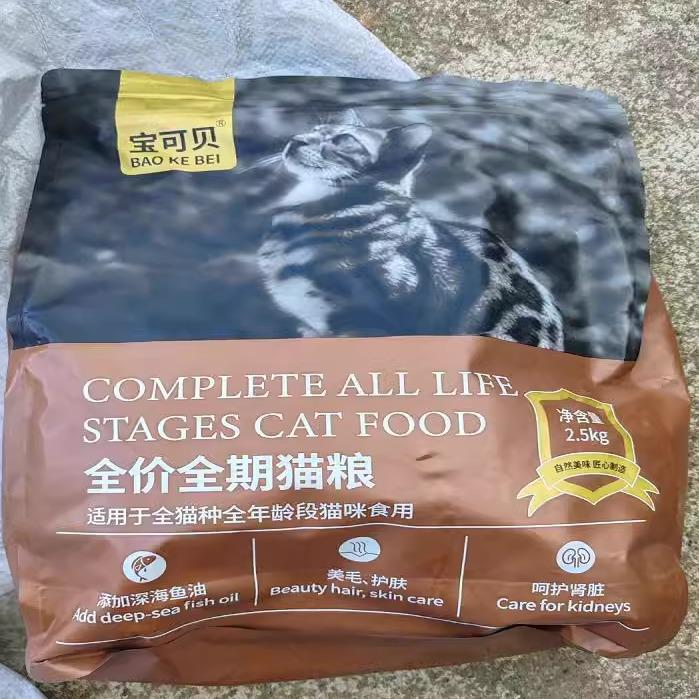 宝可贝®
BAO KE BEI
COMPLETE ALL LIFE
STAGES CAT FOOD
全价全期猫粮
适用于全猫种全年龄段猫咪食用
净含量
2.5kg
自然美味 匠心制造
添加深海鱼油
Add deep-sea fish oil
美毛、护肤
Beauty hair, skin care
呵护肾脏
Care for kidneys